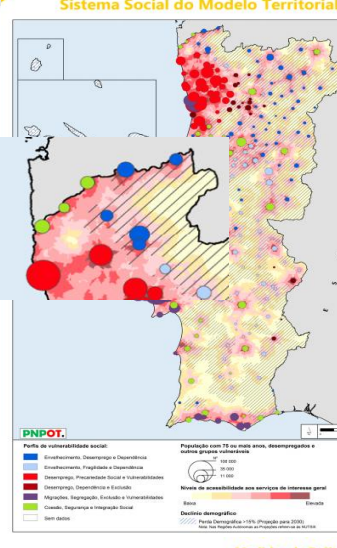 Sistema Social do Modelo Territorial
PNPOT.
Perfis de vulnerabilidade social:
Envelhecimento, Desemprego e Dependência
Envelhecimento, Fragilidade e Dependência
Desemprego, Precariedade Social e Vulnerabilidades
Desemprego, Dependência e Exclusão
Migrações, Segregação, Exclusão e Vulnerabilidades
Coesão, Segurança e Integração Social
Sem dados
População com 75 ou mais anos, desempregados e
outros grupos vulneráveis
Nº
100 000
35 000
11 000
Níveis de acessibilidade aos serviços de interesse geral
Baixa Elevada
Declínio demográfico
Perda Demográfica >15% (Projeção para 2030)